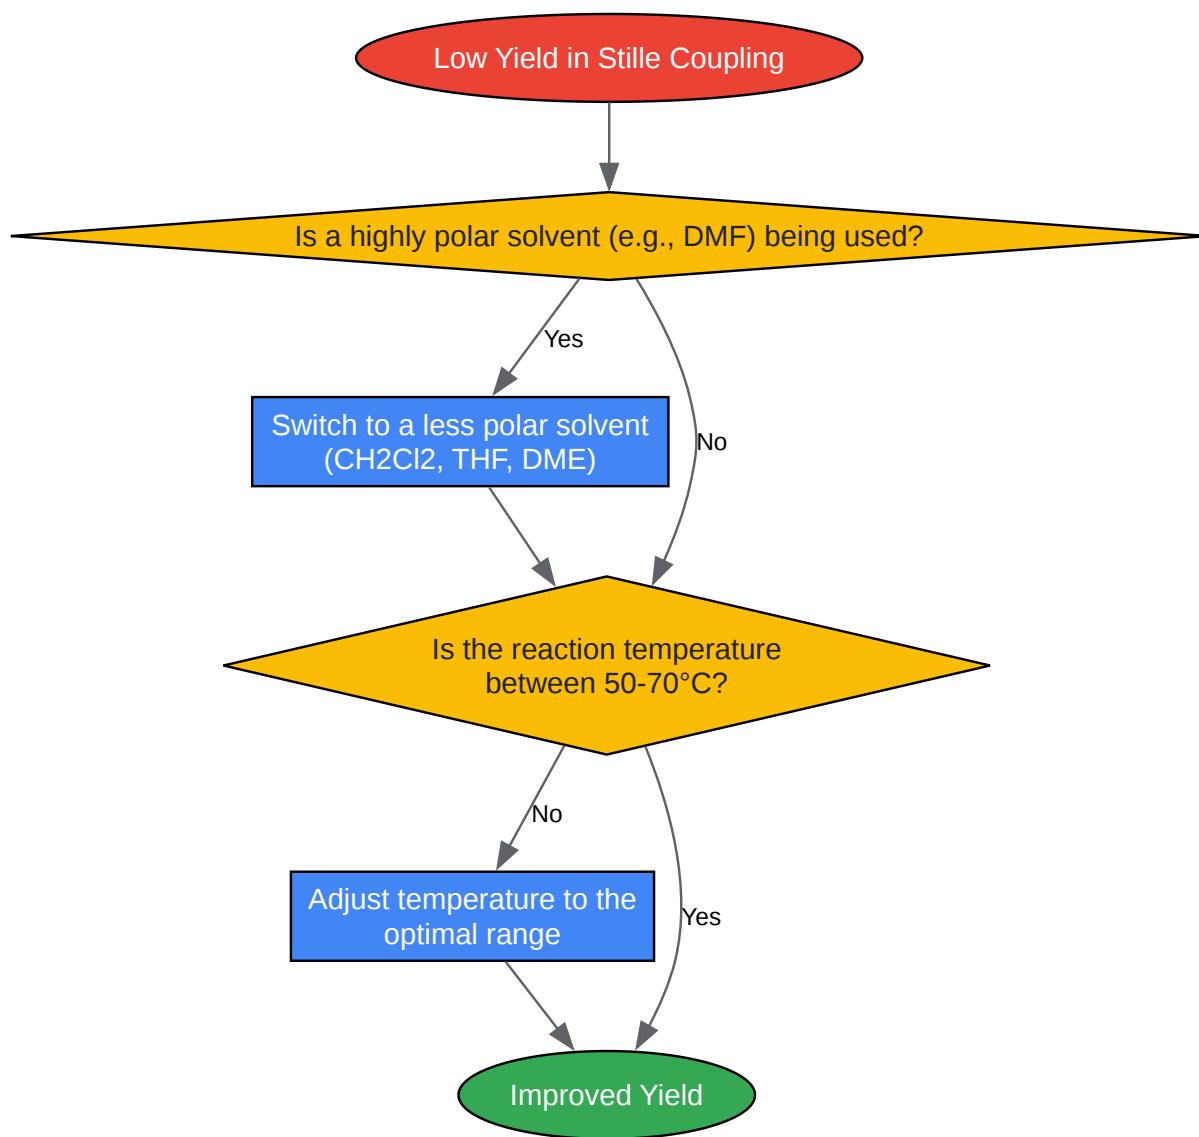 Low Yield in Stille Coupling
Is a highly polar solvent (e.g., DMF) being used?
Yes
Switch to a less polar solvent
(CH2Cl2, THF, DME)
No
Is the reaction temperature
between 50-70°C?
No
Adjust temperature to the
optimal range
Yes
Improved Yield